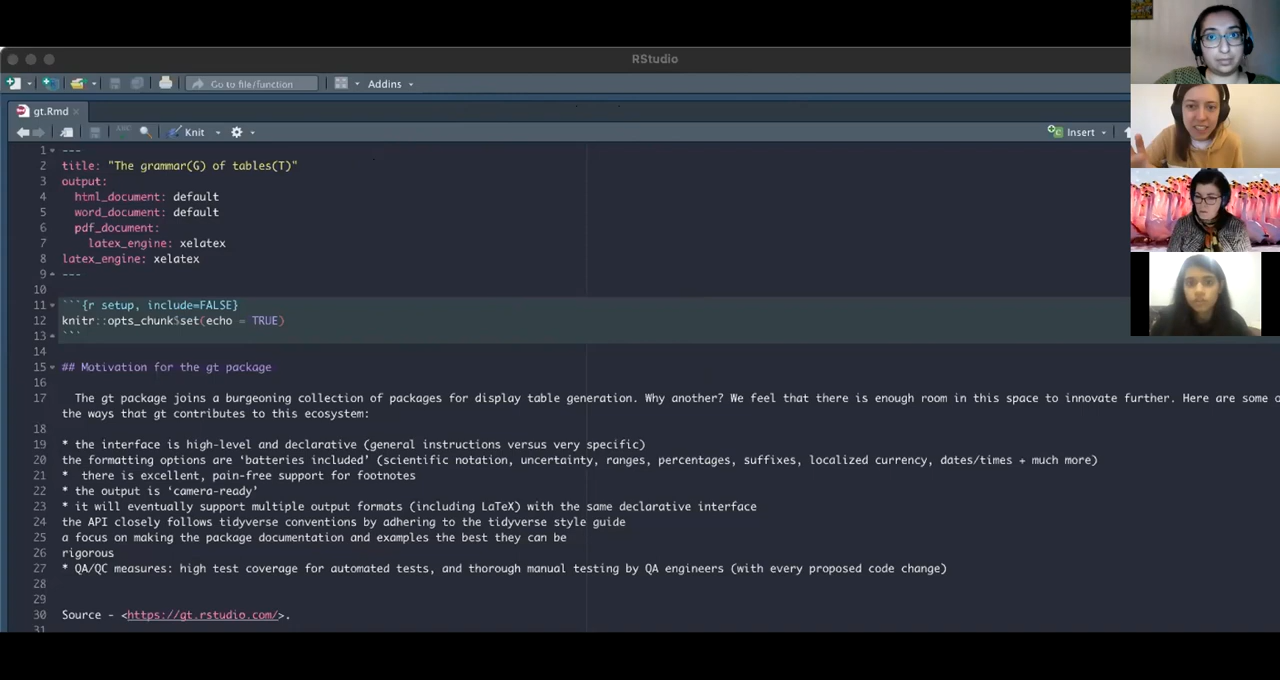 RStudio
Go to file/function
Addins
gt.Rmd
Knit
Insert
1 ---
2 title: "The grammar(G) of tables(T)"
3 output:
4 html_document: default
5 word_document: default
6 pdf_document:
7 latex_engine: xelatex
8 latex_engine: xelatex
9 ---
10
11 ```{r setup, include=FALSE}
12 knitr::opts_chunk$set(echo = TRUE)
13 ```
14
15 ## Motivation for the gt package
16
17 The gt package joins a burgeoning collection of packages for display table generation. Why another? We feel that there is enough room in this space to innovate further. Here are some o
the ways that gt contributes to this ecosystem:
18
19 * the interface is high-level and declarative (general instructions versus very specific)
20 the formatting options are ‘batteries included’ (scientific notation, uncertainty, ranges, percentages, suffixes, localized currency, dates/times + much more)
21 * there is excellent, pain-free support for footnotes
22 * the output is ‘camera-ready’
23 * it will eventually support multiple output formats (including LaTeX) with the same declarative interface
24 the API closely follows tidyverse conventions by adhering to the tidyverse style guide
25 a focus on making the package documentation and examples the best they can be
26 rigorous
27 * QA/QC measures: high test coverage for automated tests, and thorough manual testing by QA engineers (with every proposed code change)
28
29
30 Source - <https://gt.rstudio.com/>.
31